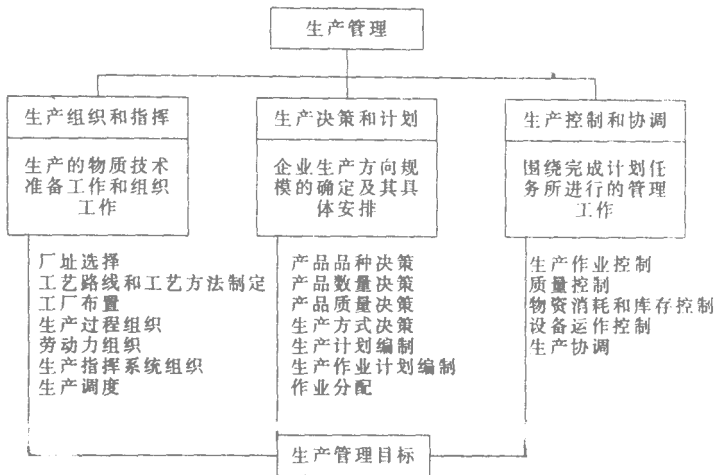 生产管理
生产组织和指挥
生产的物质技术
准备工作和组织
工作
厂址选择
工艺路线和工艺方法制定
工厂布置
生产过程组织
劳动力组织
生产指挥系统组织
生产调度
生产决策和计划
企业生产方向规
模的确定及其具
体安排
产品品种决策
产品数量决策
产品质量决策
生产方式决策
生产计划编制
生产作业计划编制
作业分配
生产控制和协调
围绕完成计划任
务所进行的管理
工作
生产作业控制
质量控制
物资消耗和库存控制
设备运作控制
生产协调
生产管理目标